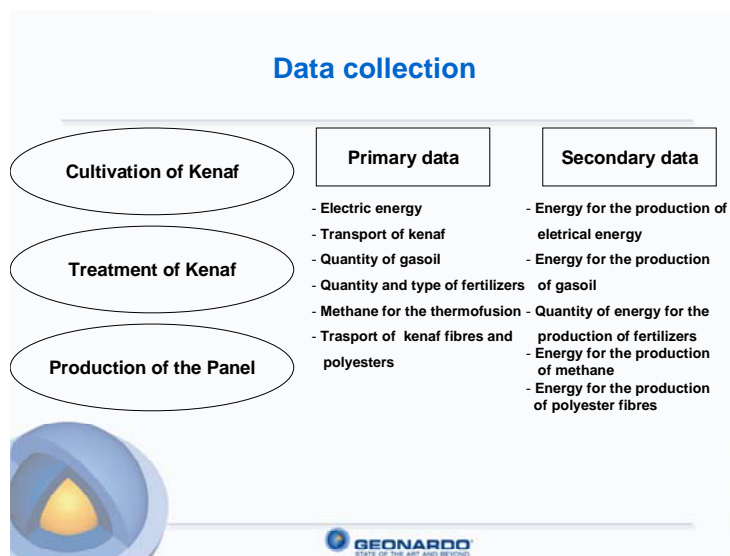 Data collection
Cultivation of Kenaf
Treatment of Kenaf
Production of the Panel
Primary data
- Electric energy
- Transport of kenaf
- Quantity of gasoil
- Quantity and type of fertilizers
- Methane for the thermofusion
- Trasport of kenaf fibres and
polyesters
Secondary data
- Energy for the production of
eletrical energy
- Energy for the production
of gasoil
- Quantity of energy for the
production of fertilizers
- Energy for the production
of methane
- Energy for the production
of polyester fibres
GEONARDO
STATE OF THE ART AND BEYOND